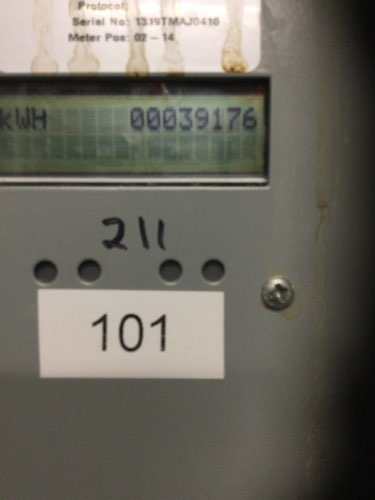 Protocol:
Serial No: 1319TMAJ0410
Meter Pos: 02 - 14
kWH 00039176
211
101